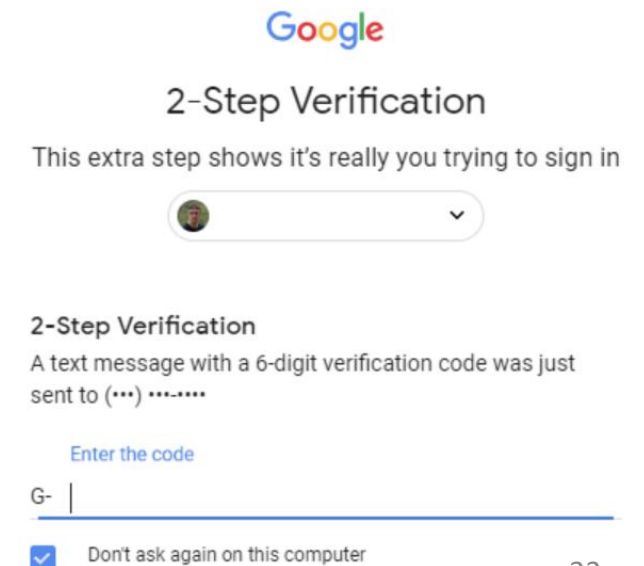 Google
2-Step Verification
This extra step shows it's really you trying to sign in
2-Step Verification
A text message with a 6-digit verification code was just
sent to (•••) •••-••••
Enter the code
G-
Don't ask again on this computer